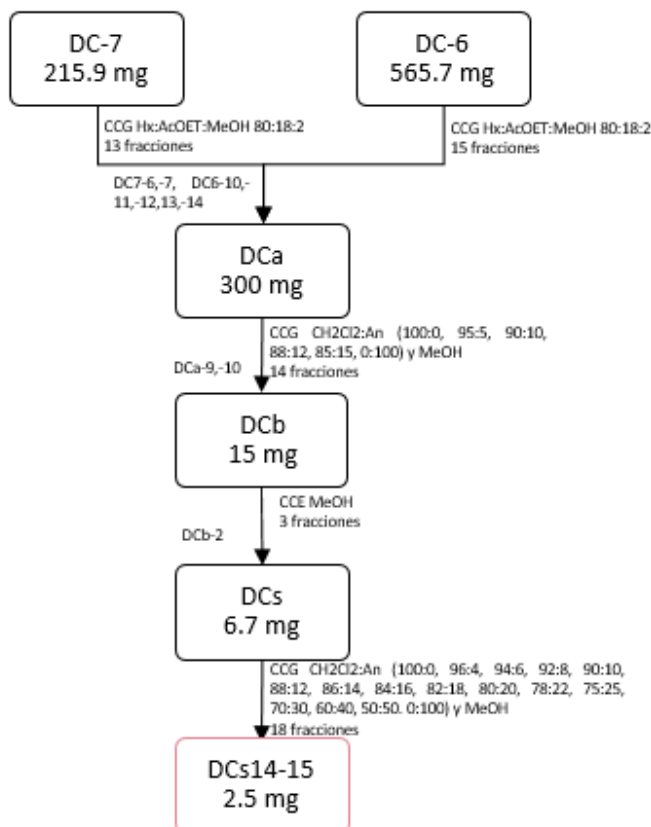 DC-7
215.9 mg
DC-6
565.7 mg
CCG Hx:AcOET:MeOH 80:18:2
13 fracciones
CCG Hx:AcOET:MeOH 80:18:2
15 fracciones
DC7-6,-7, DC6-10,-
11,-12,13,-14
DCa
300 mg
CCG CH2Cl2:An (100:0, 95:5, 90:10,
88:12, 85:15, 0:100) y MeOH
14 fracciones
DCa-9,-10
DCb
15 mg
CCE MeOH
3 fracciones
DCb-2
DCs
6.7 mg
CCG CH2Cl2:An (100:0, 96:4, 94:6, 92:8, 90:10,
88:12, 86:14, 84:16, 82:18, 80:20, 78:22, 75:25,
70:30, 60:40, 50:50. 0:100) y MeOH
18 fracciones
DCs14-15
2.5 mg